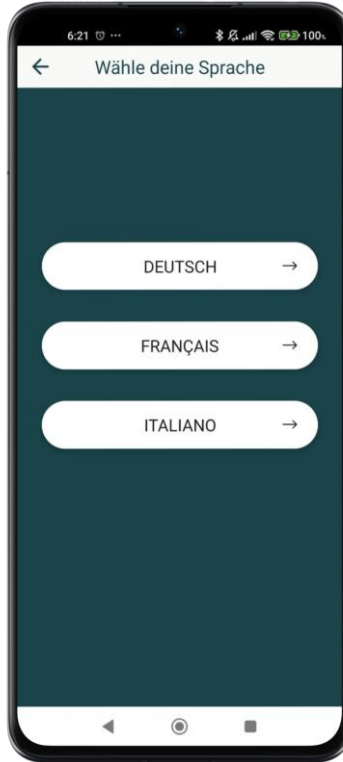 6:21 ··· 100%
Wähle deine Sprache
DEUTSCH
FRANÇAIS
ITALIANO